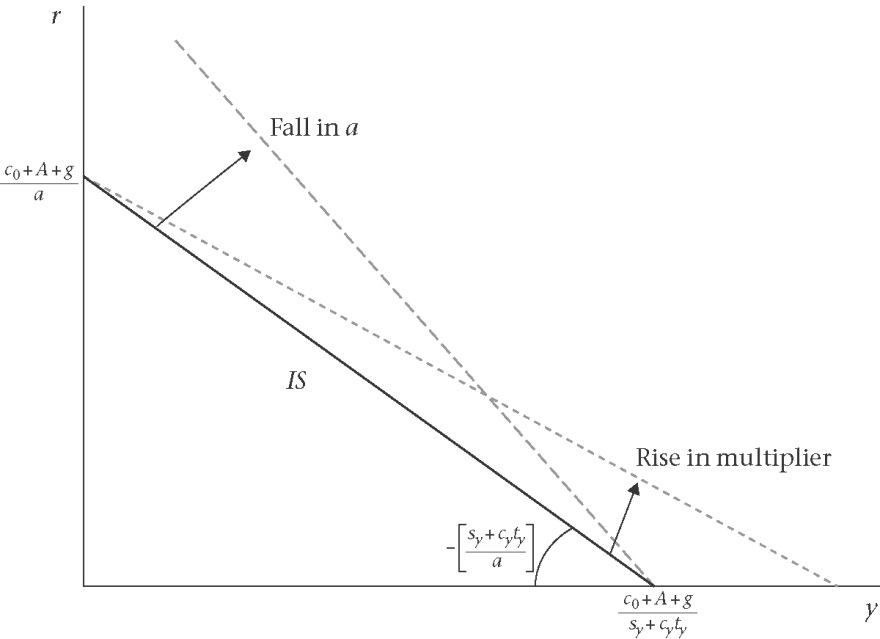 r
Fall in a
c₀ + A + g
a
IS
Rise in multiplier
−[
s_y + c_y t_y
a
]
c₀ + A + g
s_y + c_y t_y
y